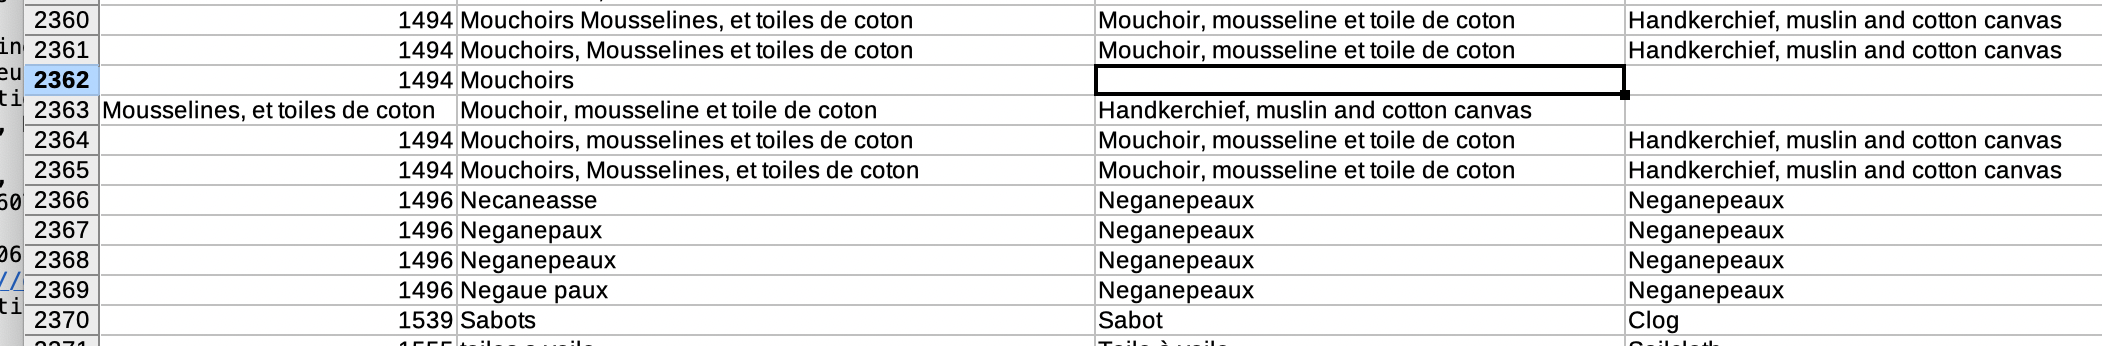 2360 1494 Mouchoirs Mousselines, et toiles de coton Mouchoir, mousseline et toile de coton Handkerchief, muslin and cotton canvas
2361 1494 Mouchoirs, Mousselines et toiles de coton Mouchoir, mousseline et toile de coton Handkerchief, muslin and cotton canvas
2362 1494 Mouchoirs
2363 Mousselines, et toiles de coton Mouchoir, mousseline et toile de coton Handkerchief, muslin and cotton canvas
2364 1494 Mouchoirs, mousselines et toiles de coton Mouchoir, mousseline et toile de coton Handkerchief, muslin and cotton canvas
2365 1494 Mouchoirs, Mousselines, et toiles de coton Mouchoir, mousseline et toile de coton Handkerchief, muslin and cotton canvas
2366 1496 Necaneasse Neganepeaux Neganepeaux
2367 1496 Neganepaux Neganepeaux Neganepeaux
2368 1496 Neganepeaux Neganepeaux Neganepeaux
2369 1496 Negaue paux Neganepeaux Neganepeaux
2370 1539 Sabots Sabot Clog